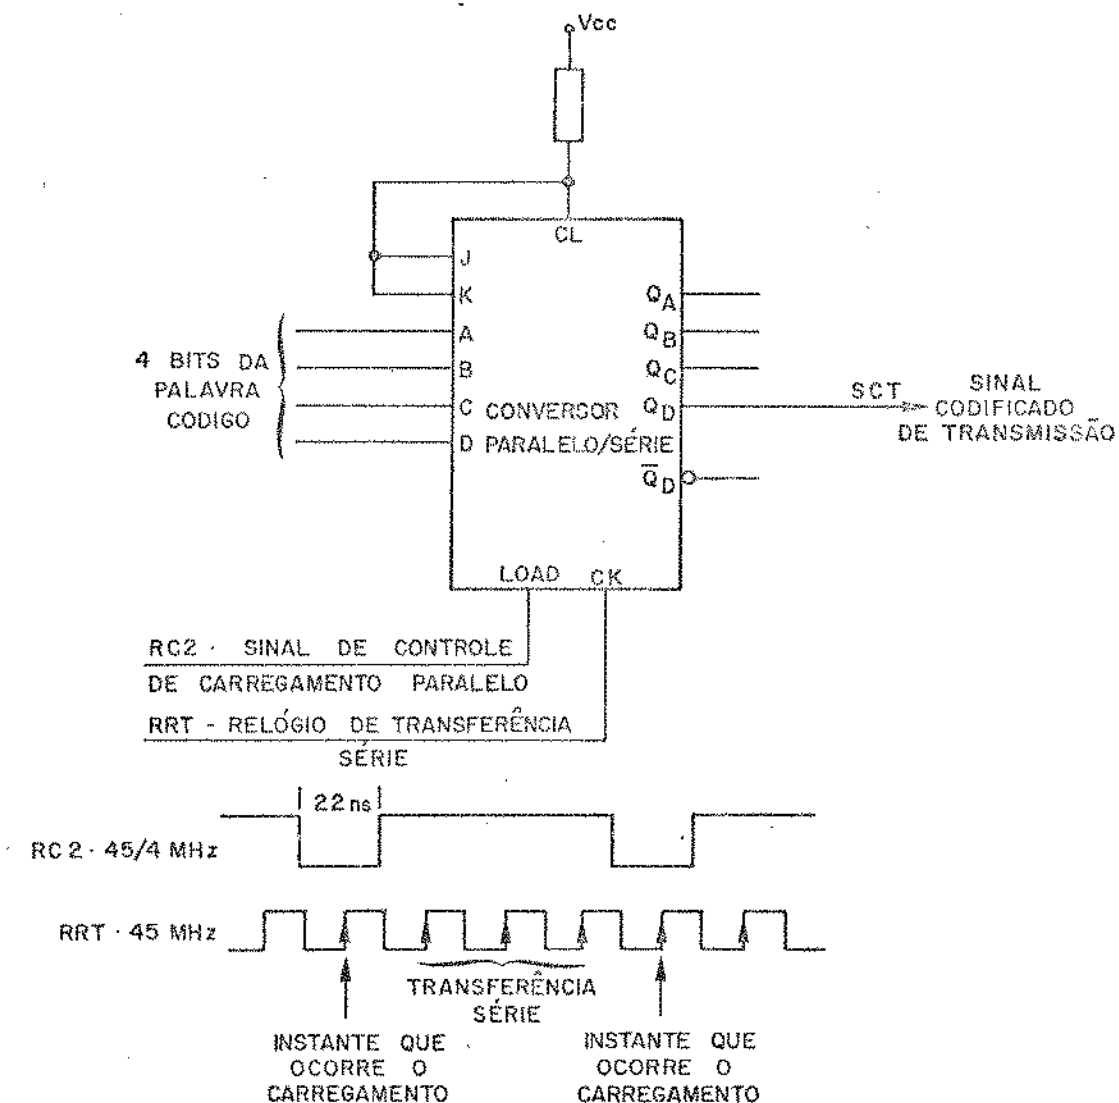 Vcc
CL
J
K
A
B
C
D
4 BITS DA
PALAVRA
CODIGO
CONVERSOR
PARALELO/SÉRIE
QA
QB
QC
QD
Q̅D
SCT
SINAL
CODIFICADO
DE TRANSMISSÃO
LOAD
CK
RC2 · SINAL DE CONTROLE
DE CARREGAMENTO PARALELO
RRT - RELÓGIO DE TRANSFERÊNCIA
SÉRIE
22 ns
RC 2 · 45/4 MHz
RRT · 45 MHz
TRANSFERÊNCIA
SÉRIE
INSTANTE QUE
OCORRE O
CARREGAMENTO
INSTANTE QUE
OCORRE O
CARREGAMENTO